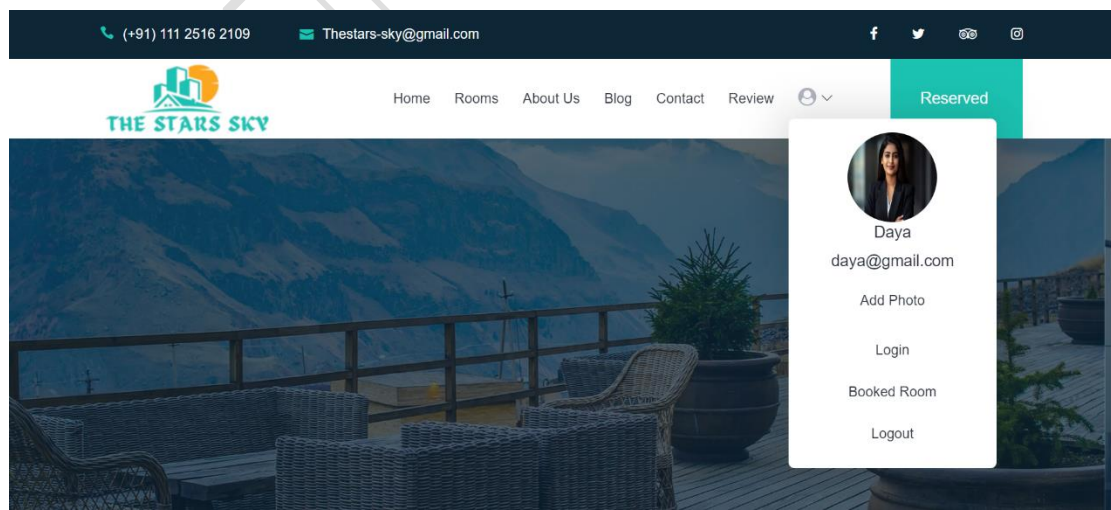 (+91) 111 2516 2109 Thestars-sky@gmail.com
THE STARS SKY
Home Rooms About Us Blog Contact Review Reserved
Daya
daya@gmail.com
Add Photo
Login
Booked Room
Logout